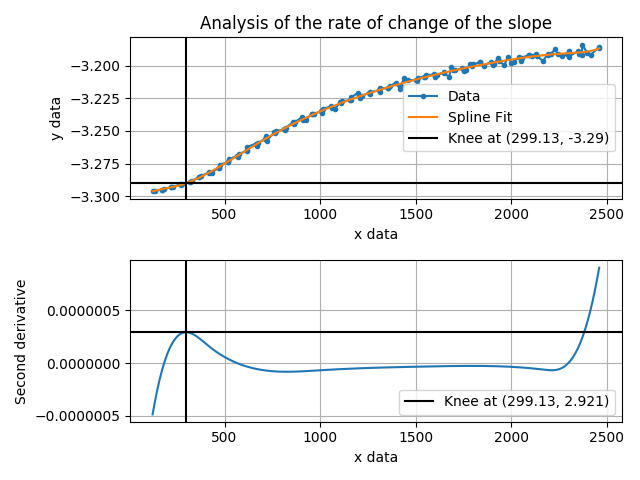 Analysis of the rate of change of the slope
y data
−3.200
−3.225
−3.250
−3.275
−3.300
Data
Spline Fit
Knee at (299.13, -3.29)
500 1000 1500 2000 2500
x data
Second derivative
0.0000005
0.0000000
−0.0000005
Knee at (299.13, 2.921)
500 1000 1500 2000 2500
x data